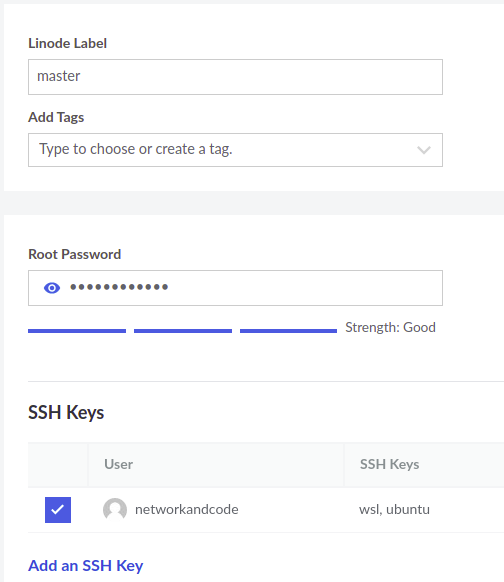 Linode Label
master
Add Tags
Type to choose or create a tag.
Root Password
••••••••••••
Strength: Good
SSH Keys
User SSH Keys
networkandcode wsl, ubuntu
Add an SSH Key